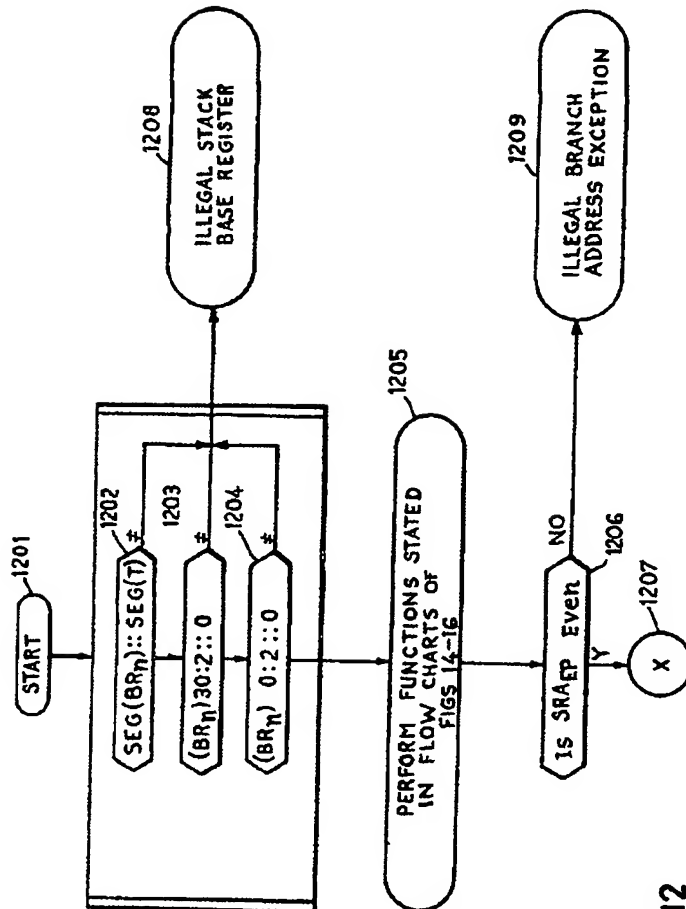 1201
START
1202
SEG(BRn)::SEG(T)
≠
1203
(BRn)30:2::0
≠
1204
(BRn) 0:2::0
≠
1208
ILLEGAL STACK
BASE REGISTER
1205
PERFORM FUNCTIONS STATED
IN FLOW CHARTS OF
FIGS 14-16
Is SRAEP Even
NO
1206
Y
1207
X
1209
ILLEGAL BRANCH
ADDRESS EXCEPTION
12